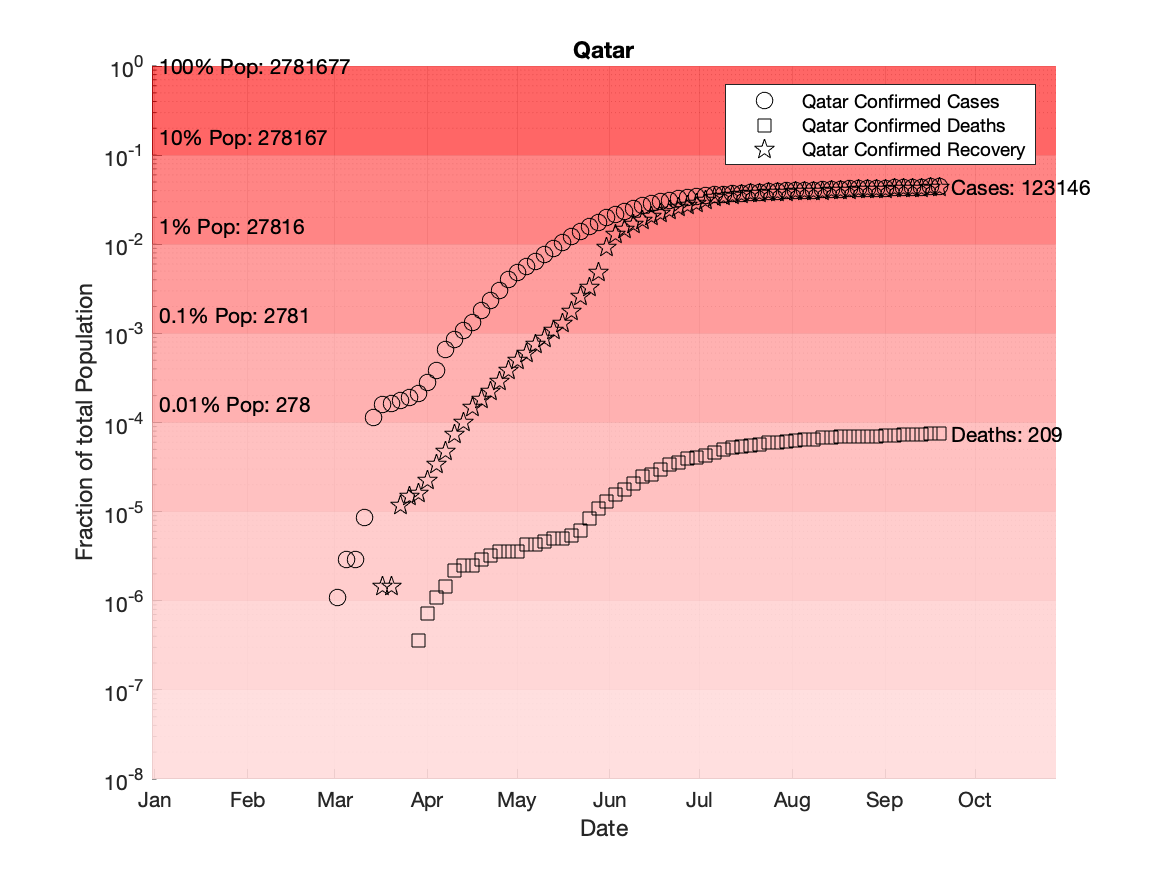 Qatar
10^0
100% Pop: 2781677
Qatar Confirmed Cases
Qatar Confirmed Deaths
Qatar Confirmed Recovery
10% Pop: 278167
10^-1
Cases: 123146
1% Pop: 27816
10^-2
0.1% Pop: 2781
10^-3
0.01% Pop: 278
10^-4
Deaths: 209
10^-5
10^-6
10^-7
10^-8
Fraction of total Population
Jan Feb Mar Apr May Jun Jul Aug Sep Oct
Date